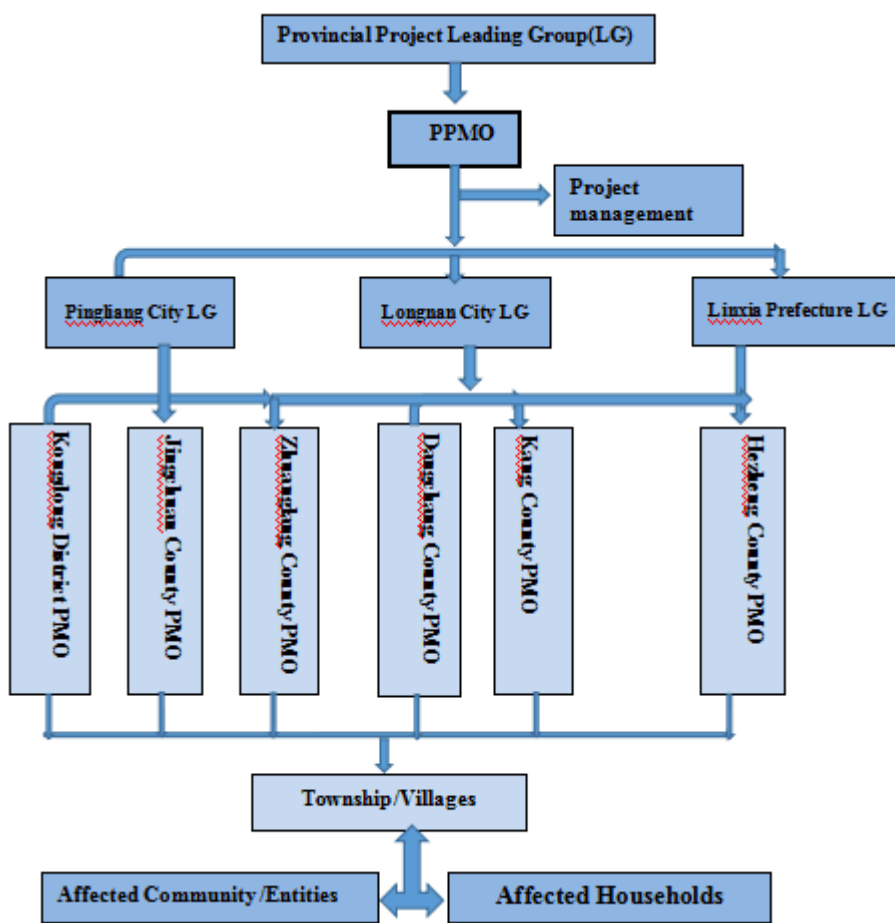 Provincial Project Leading Group(LG)
PPMO
Project
management
Pingliang City LG
Longnan City LG
Linxia Prefecture LG
Kongtong District PMO
Jingchuan County PMO
Zhuanglang County PMO
Dangchang County PMO
Kang County PMO
Hezheng County PMO
Township/Villages
Affected Community /Entities
Affected Households